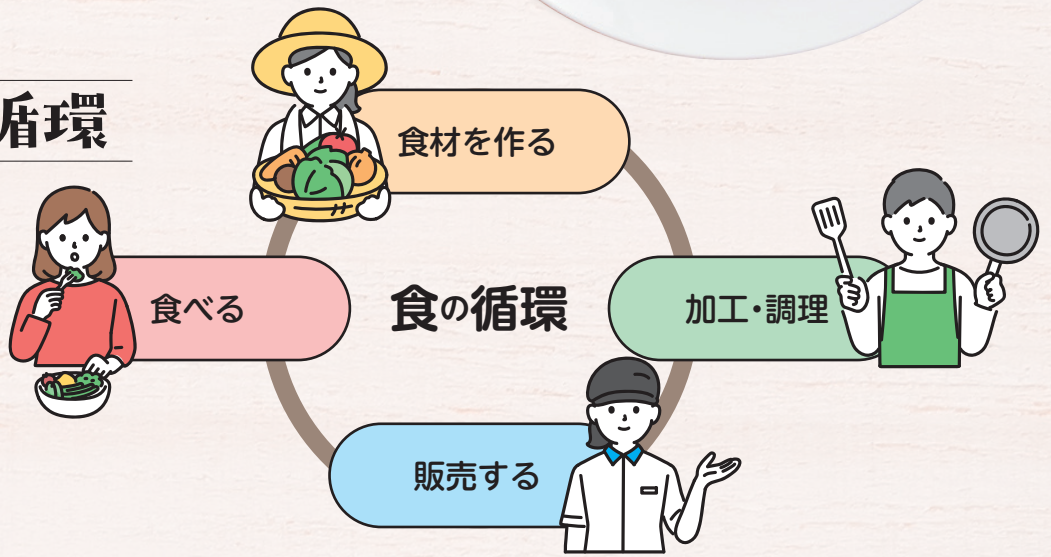 循環
食材を作る
食べる
食の循環
加工・調理
販売する